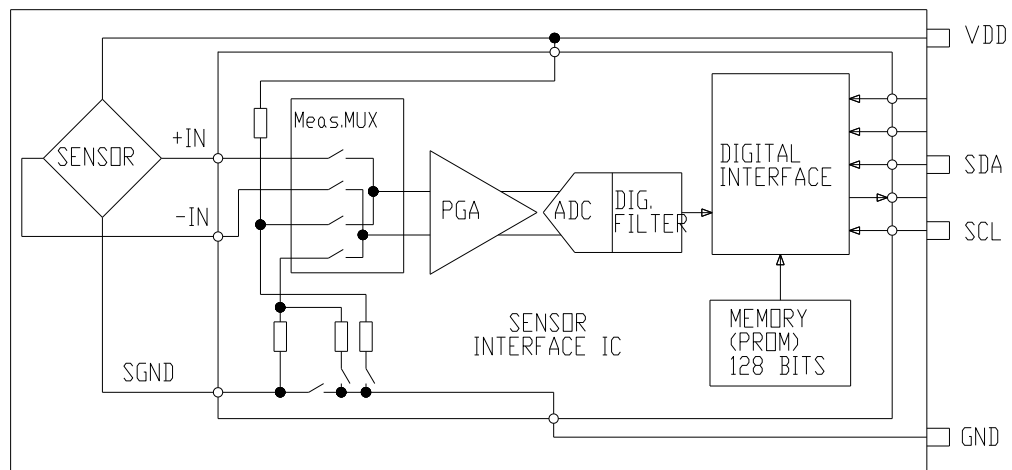 VDD
Meas.MUX
+IN
SENSOR
DIGITAL
INTERFACE
SDA
-IN
PGA
ADC
DIG.
FILTER
SCL
SENSOR
INTERFACE IC
MEMORY
(PROM)
128 BITS
SGND
GND